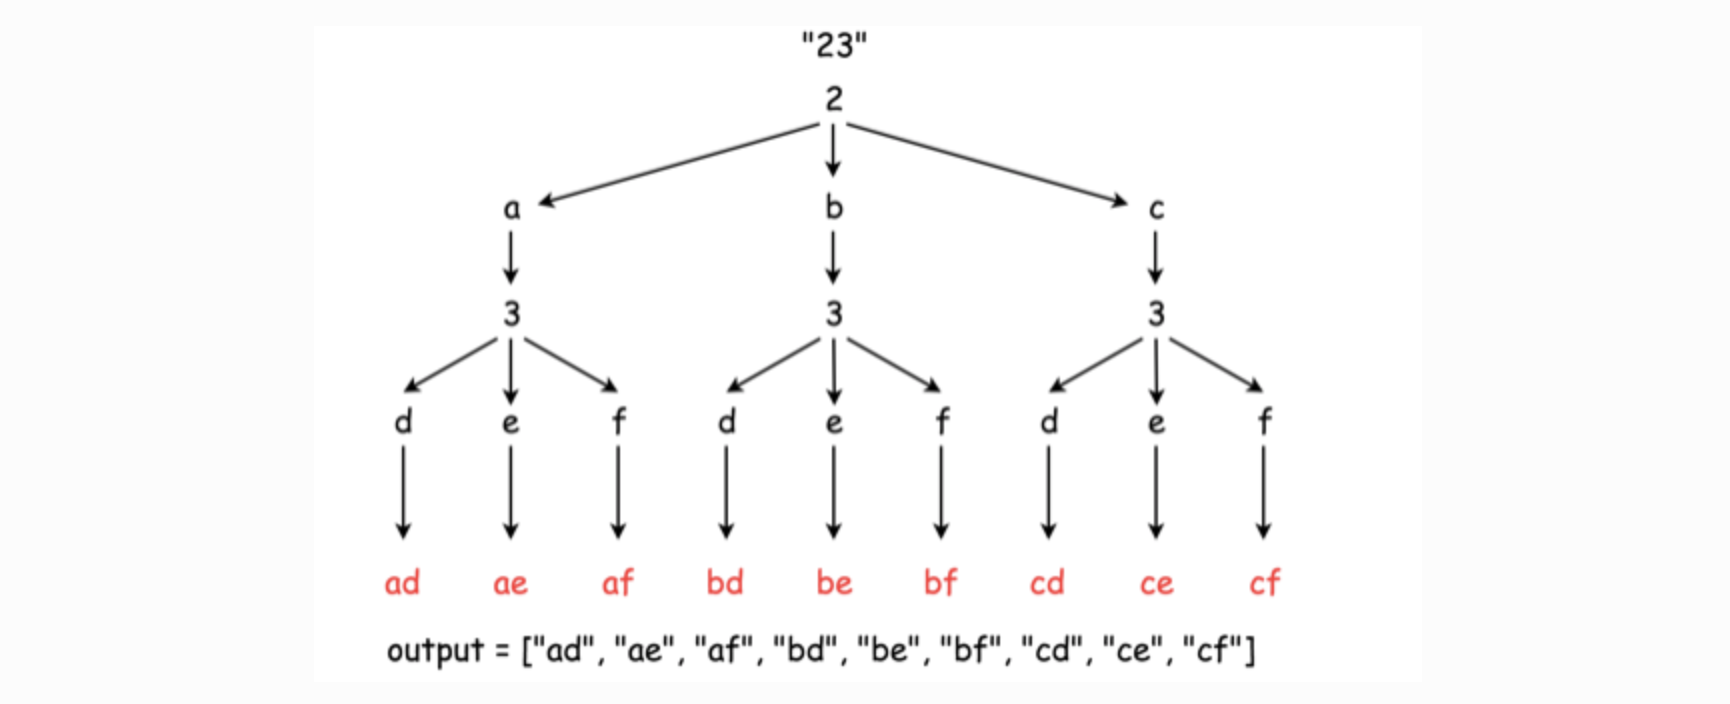 "23"
2
a b c
3 3 3
d e f d e f d e f
ad ae af bd be bf cd ce cf
output = ["ad", "ae", "af", "bd", "be", "bf", "cd", "ce", "cf"]